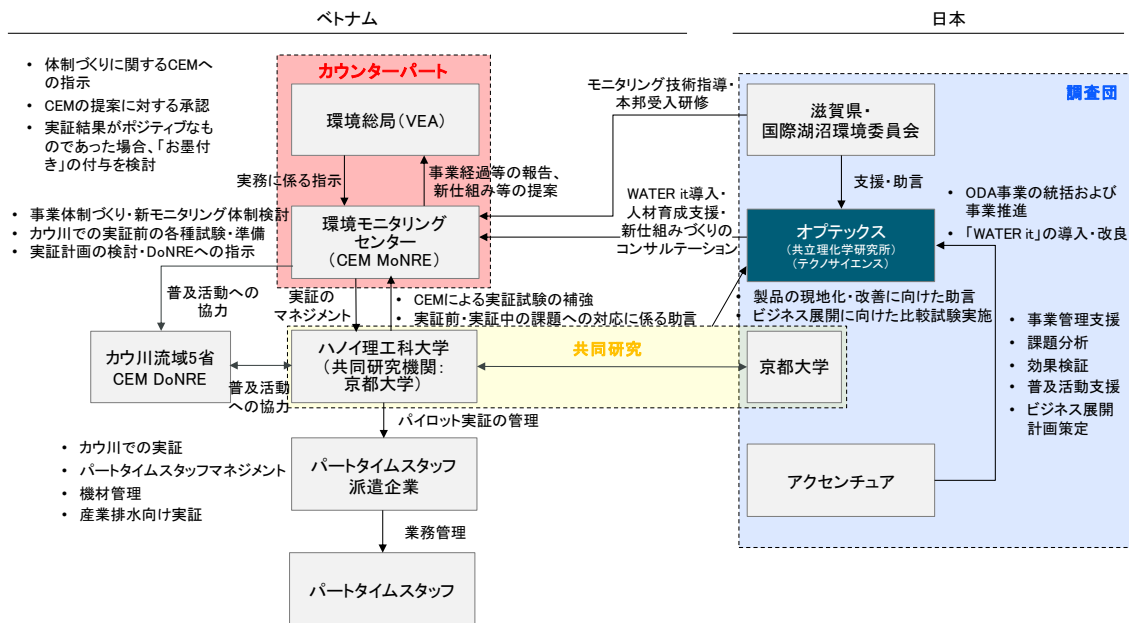 ベトナム
日本
• 体制づくりに関するCEMへ
の指示
• CEMの提案に対する承認
• 実証結果がポジティブなも
のであった場合、「お墨付
き」の付与を検討
カウンターパート
環境総局(VEA)
実務に係る指示
事業経過等の報告、
新仕組み等の提案
モニタリング技術指導・
本邦受入研修
調査団
滋賀県・
国際湖沼環境委員会
支援・助言
• ODA事業の統括および
事業推進
• 「WATER it」の導入・改良
• 事業体制づくり・新モニタリング体制検討
• カウ川での実証前の各種試験・準備
• 実証計画の検討・DoNREへの指示
環境モニタリング
センター
(CEM MoNRE)
WATER it導入・
人材育成支援・
新仕組みづくりの
コンサルテーション
オプテックス
(共立理化学研究所)
(テクノサイエンス)
普及活動への
協力
実証の
マネジメント
• CEMによる実証試験の補強
• 実証前・実証中の課題への対応に係る助言
• 製品の現地化・改善に向けた助言
• ビジネス展開に向けた比較試験実施
カウ川流域5省
CEM DoNRE
普及活動
への協力
ハノイ理工科大学
(共同研究機関:
京都大学)
共同研究
京都大学
• 事業管理支援
• 課題分析
• 効果検証
• 普及活動支援
• ビジネス展開
計画策定
パイロット実証の管理
• カウ川での実証
• パートタイムスタッフマネジメント
• 機材管理
• 産業排水向け実証
パートタイムスタッフ
派遣企業
アクセンチュア
業務管理
パートタイムスタッフ